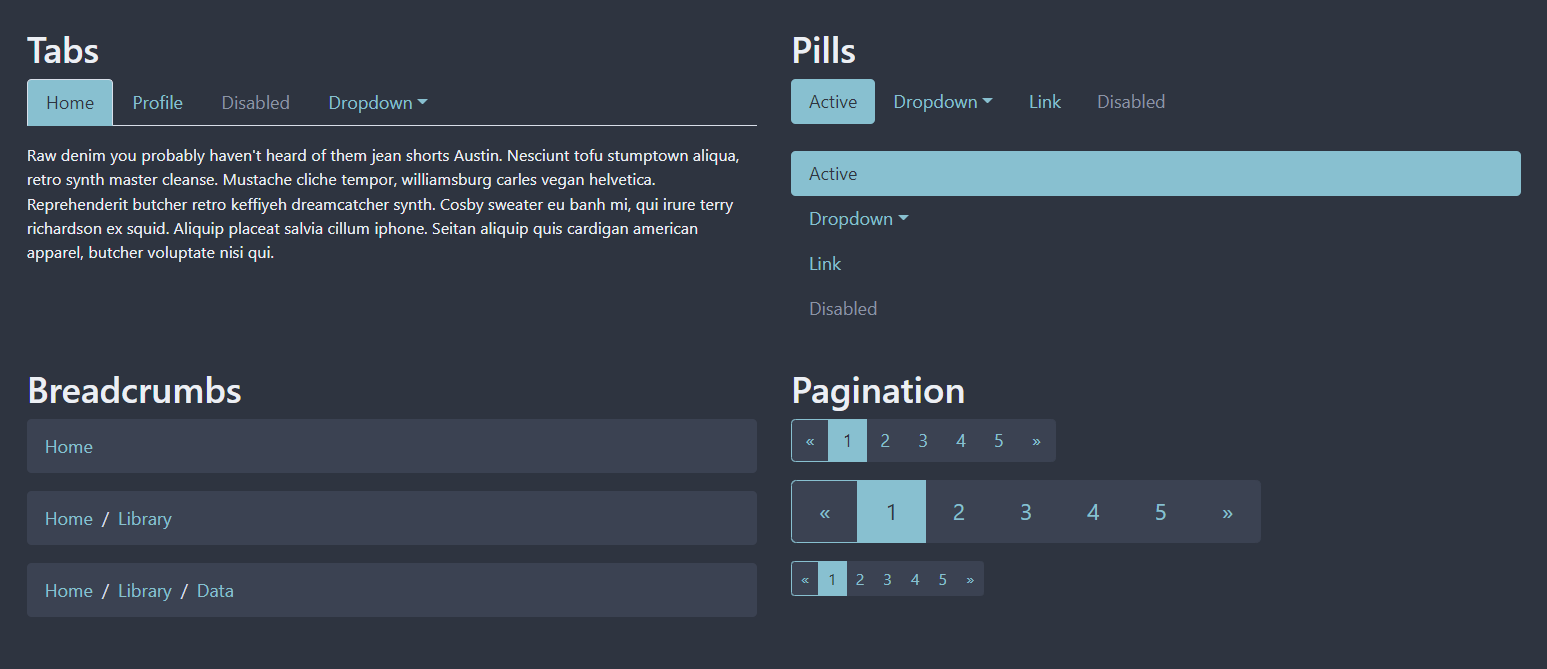 Tabs
Home Profile Disabled Dropdown
Raw denim you probably haven't heard of them jean shorts Austin. Nesciunt tofu stumptown aliqua,
retro synth master cleanse. Mustache cliche tempor, williamsburg carles vegan helvetica.
Reprehenderit butcher retro keffiyeh dreamcatcher synth. Cosby sweater eu banh mi, qui irure terry
richardson ex squid. Aliquip placeat salvia cillum iphone. Seitan aliquip quis cardigan american
apparel, butcher voluptate nisi qui.
Pills
Active Dropdown Link Disabled
Active
Dropdown
Link
Disabled
Breadcrumbs
Home
Home / Library
Home / Library / Data
Pagination
« 1 2 3 4 5 »
« 1 2 3 4 5 »
« 1 2 3 4 5 »